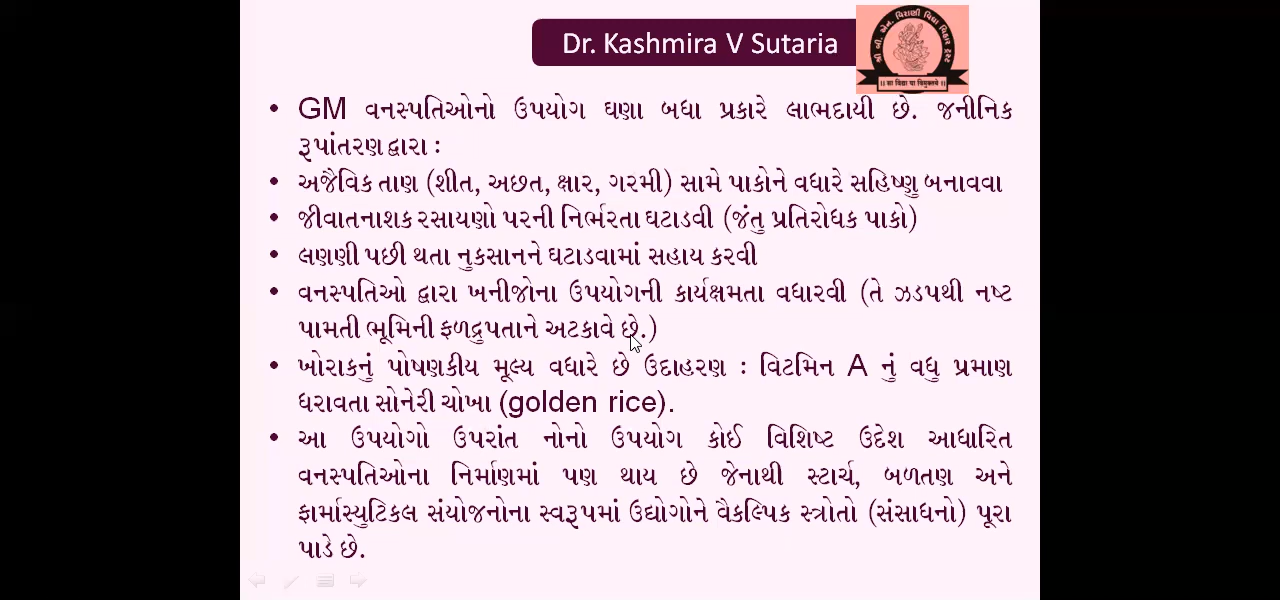 Dr. Kashmira V Sutaria
શ્રી વી. એન. વિરાણી વિદ્યા વિહાર ટ્રસ્ટ
|| सा विद्या या विमुक्तये ||
• GM વનસ્પતિઓનો ઉપયોગ ઘણા બધા પ્રકારે લાભદાયી છે. જનીનિક
રૂપાંતરણ દ્વારા :
• અજૈવિક તાણ (શીત, અછત, ક્ષાર, ગરમી) સામે પાકોને વધારે સહિષ્ણુ બનાવવા
• જીવાતનાશક રસાયણો પરની નિર્ભરતા ઘટાડવી (જંતુ પ્રતિરોધક પાકો)
• લણણી પછી થતા નુકસાનને ઘટાડવામાં સહાય કરવી
• વનસ્પતિઓ દ્વારા ખનીજોના ઉપયોગની કાર્યક્ષમતા વધારવી (તે ઝડપથી નષ્ટ
પામતી ભૂમિની ફળદ્રુપતાને અટકાવે છે.)
• ખોરાકનું પોષણકીય મૂલ્ય વધારે છે ઉદાહરણ : વિટમિન A નું વધુ પ્રમાણ
ધરાવતા સોનેરી ચોખા (golden rice).
• આ ઉપયોગો ઉપરાંત નોનો ઉપયોગ કોઈ વિશિષ્ટ ઉદેશ આધારિત
વનસ્પતિઓના નિર્માણમાં પણ થાય છે જેનાથી સ્ટાર્ચ, બળતણ અને
ફાર્માસ્યુટિકલ સંયોજનોના સ્વરૂપમાં ઉદ્યોગોને વૈકલ્પિક સ્ત્રોતો (સંસાધનો) પૂરા
પાડે છે.